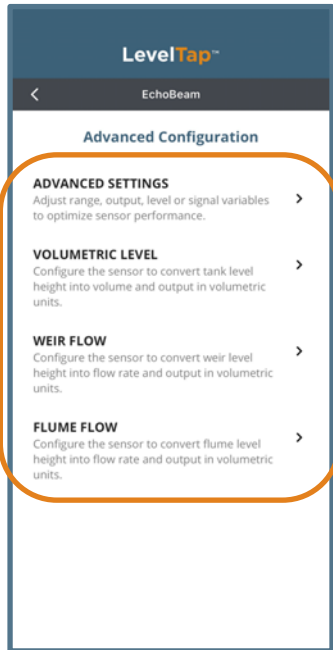 LevelTap™
EchoBeam
Advanced Configuration
ADVANCED SETTINGS
Adjust range, output, level or signal variables
to optimize sensor performance.
VOLUMETRIC LEVEL
Configure the sensor to convert tank level
height into volume and output in volumetric
units.
WEIR FLOW
Configure the sensor to convert weir level
height into flow rate and output in volumetric
units.
FLUME FLOW
Configure the sensor to convert flume level
height into flow rate and output in volumetric
units.